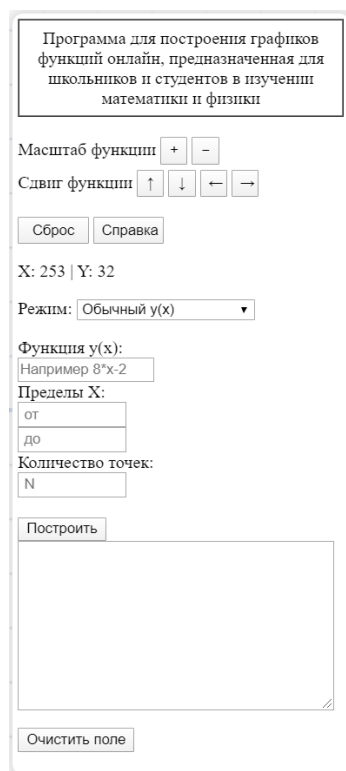 Программа для построения графиков
функций онлайн, предназначенная для
школьников и студентов в изучении
математики и физики
Масштаб функции + −
Сдвиг функции ↑ ↓ ← →
Сброс Справка
X: 253 | Y: 32
Режим: Обычный y(x)
Функция y(x):
Например 8*x-2
Пределы X:
от
до
Количество точек:
N
Построить
Очистить поле